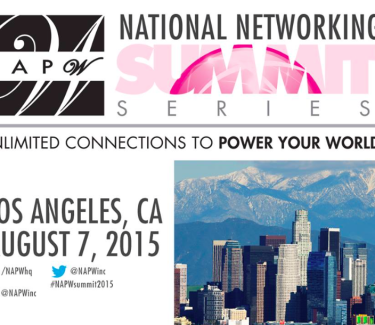 NAPW
NATIONAL NETWORKING
SUMMIT
SERIES
NLIMITED CONNECTIONS TO POWER YOUR WORLD
OS ANGELES, CA
AUGUST 7, 2015
/NAPWhq
@NAPWinc
#NAPWsummit2015
@NAPWinc